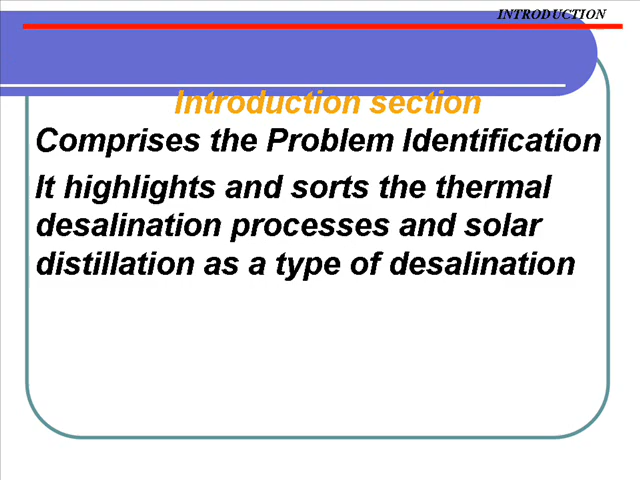 INTRODUCTION
Introduction section
Comprises the Problem Identification
It highlights and sorts the thermal
desalination processes and solar
distillation as a type of desalination